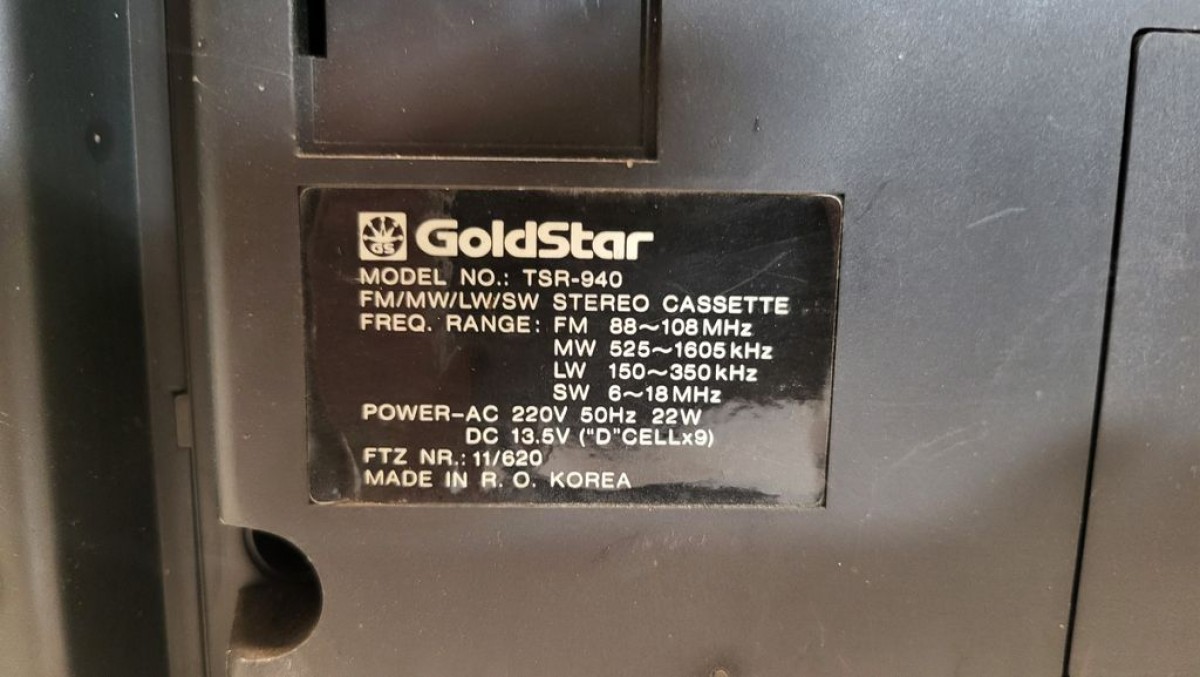 GS GoldStar
MODEL NO.: TSR-940
FM/MW/LW/SW STEREO CASSETTE
FREQ. RANGE: FM 88~108MHz
MW 525~1605kHz
LW 150~350kHz
SW 6~18MHz
POWER-AC 220V 50Hz 22W
DC 13.5V ("D"CELLx9)
FTZ NR.: 11/620
MADE IN R. O. KOREA